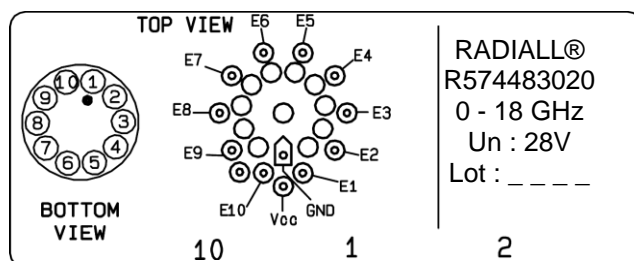 TOP VIEW
E6
E5
E7
E4
E8
E3
E9
E2
E10
E1
Vcc
GND
10
1
9
2
8
3
7
4
6
5
BOTTOM
VIEW
10
1
2
RADIALL®
R574483020
0 - 18 GHz
Un : 28V
Lot : _ _ _ _